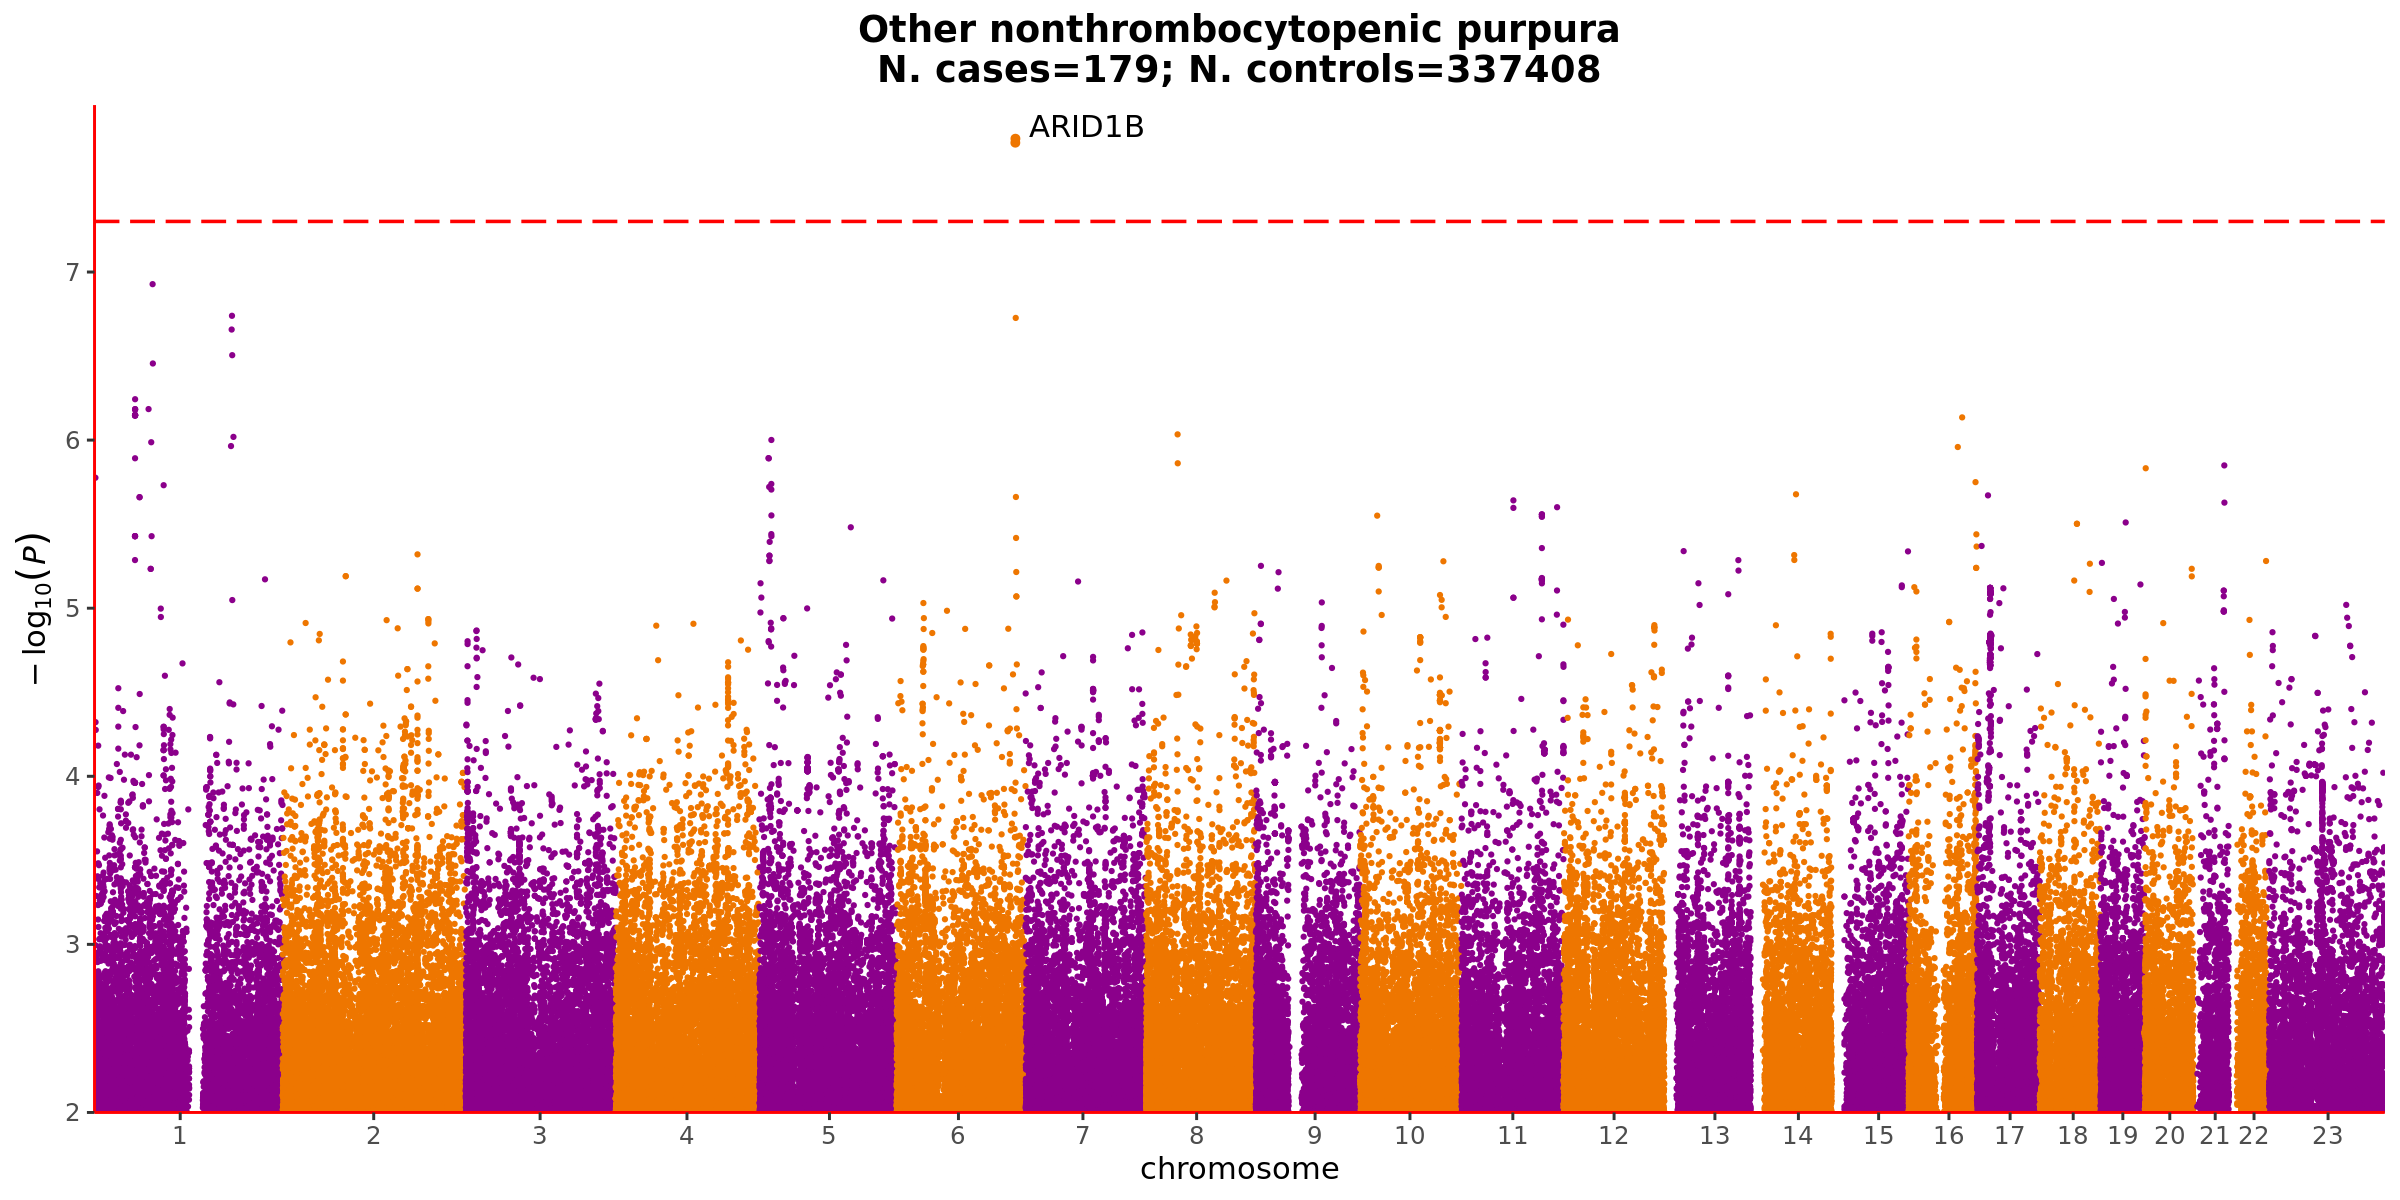 Other nonthrombocytopenic purpura
N. cases=179; N. controls=337408
ARID1B
7
6
5
4
3
2
−log₁₀(P)
1 2 3 4 5 6 7 8 9 10 11 12 13 14 15 16 17 18 19 20 21 22 23
chromosome